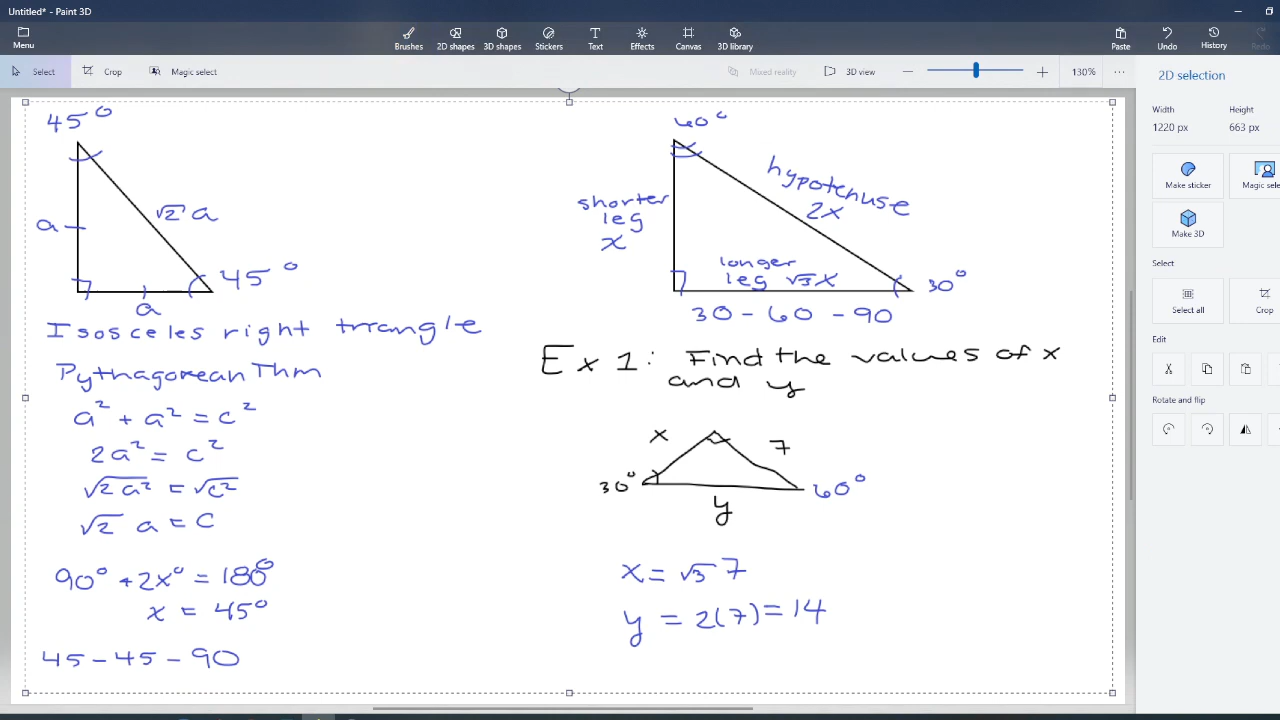 Untitled* - Paint 3D
Menu
Brushes
2D shapes
3D shapes
Stickers
Text
Effects
Canvas
3D library
Paste
Undo
History
Redo
Select
Crop
Magic select
Mixed reality
3D view
130%
45°
a
√2 a
45°
a
Isosceles right triangle
Pythagorean Thm
a² + a² = c²
2a² = c²
√2a² = √c²
√2 a = c
90° + 2x° = 180°
x = 45°
45 - 45 - 90
60°
hypotenuse
2x
shorter
leg
x
longer
leg √3x
30°
30 - 60 - 90
Ex 1: Find the values of x
and y
x
7
30°
60°
y
x = √3 7
y = 2(7) = 14
2D selection
Width
Height
1220 px
663 px
Make sticker
Magic sel
Make 3D
Select
Select all
Crop
Edit
Rotate and flip